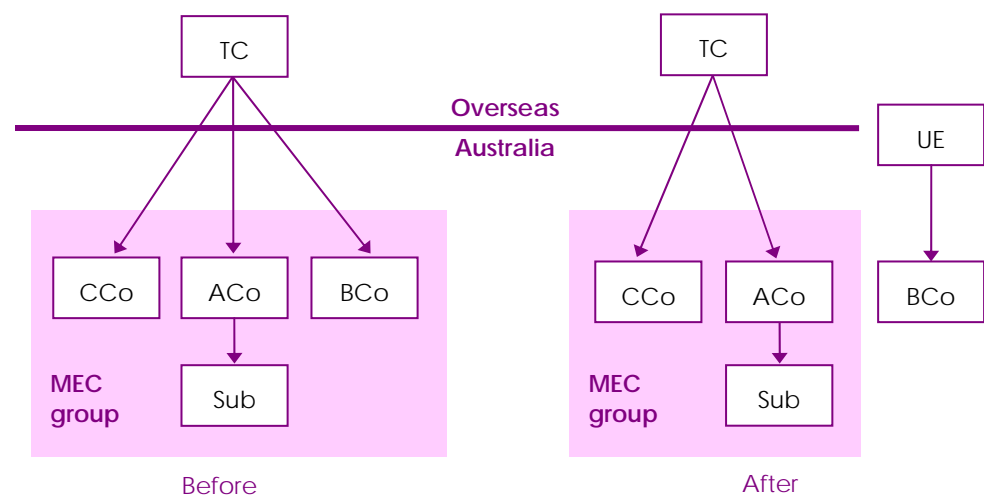 TC
TC
Overseas
Australia
UE
CCo
ACo
BCo
CCo
ACo
BCo
MEC
group
Sub
MEC
group
Sub
Before
After